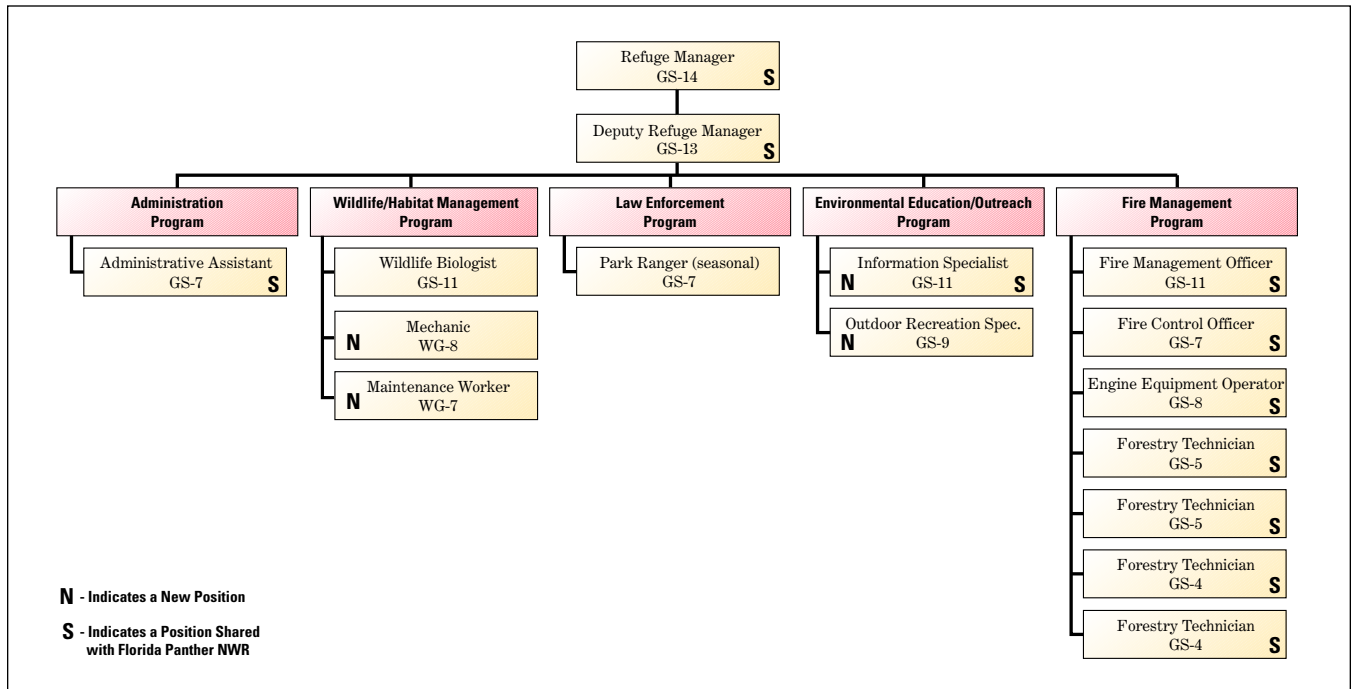 Refuge Manager
GS-14
S
Deputy Refuge Manager
GS-13
S
Administration
Program
Administrative Assistant
GS-7
S
Wildlife/Habitat Management
Program
Wildlife Biologist
GS-11
N
Mechanic
WG-8
N
Maintenance Worker
WG-7
Law Enforcement
Program
Park Ranger (seasonal)
GS-7
Environmental Education/Outreach
Program
N
Information Specialist
GS-11
S
N
Outdoor Recreation Spec.
GS-9
Fire Management
Program
Fire Management Officer
GS-11
S
Fire Control Officer
GS-7
S
Engine Equipment Operator
GS-8
S
Forestry Technician
GS-5
S
Forestry Technician
GS-5
S
Forestry Technician
GS-4
S
Forestry Technician
GS-4
S
N - Indicates a New Position
S - Indicates a Position Shared
with Florida Panther NWR